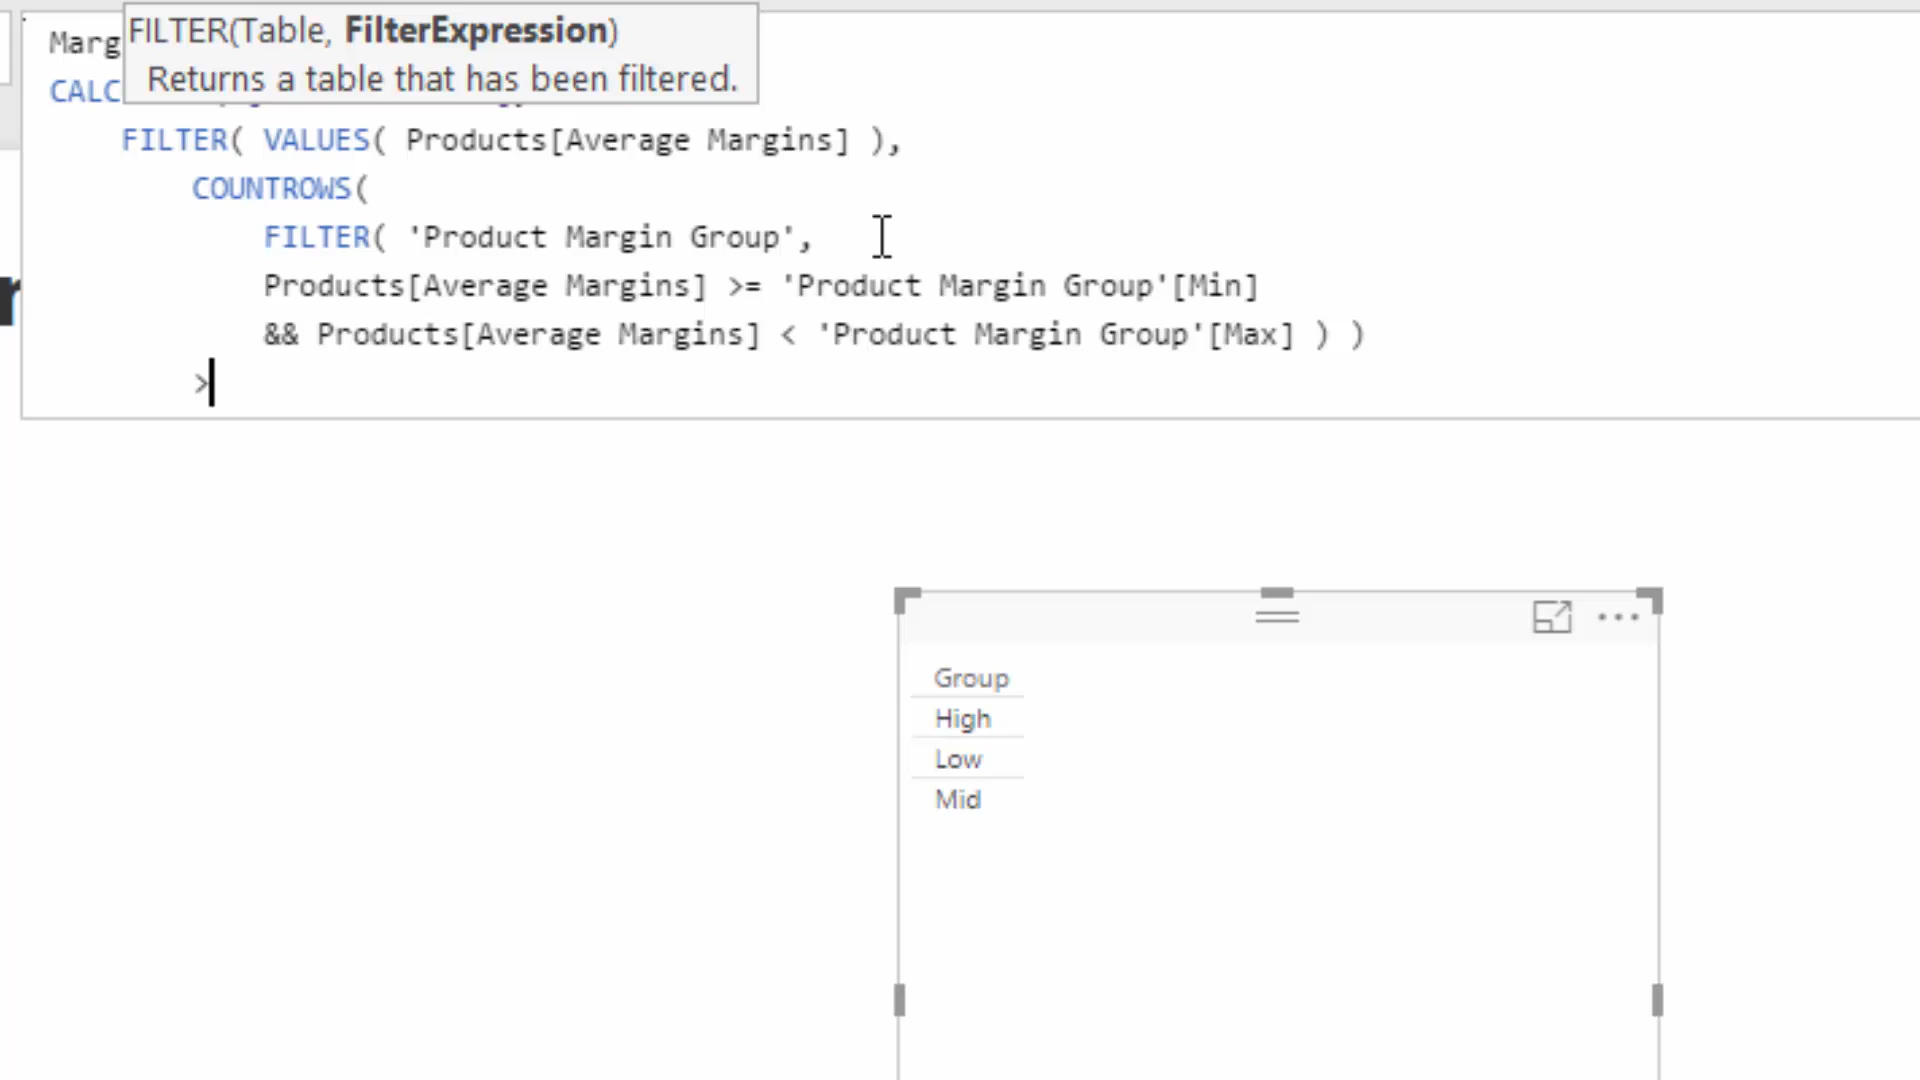 FILTER(Table, FilterExpression)
Returns a table that has been filtered.
Marg
CALC
FILTER( VALUES( Products[Average Margins] ),
COUNTROWS(
FILTER( 'Product Margin Group',
Products[Average Margins] >= 'Product Margin Group'[Min]
&& Products[Average Margins] < 'Product Margin Group'[Max] ) )
>
Group
High
Low
Mid